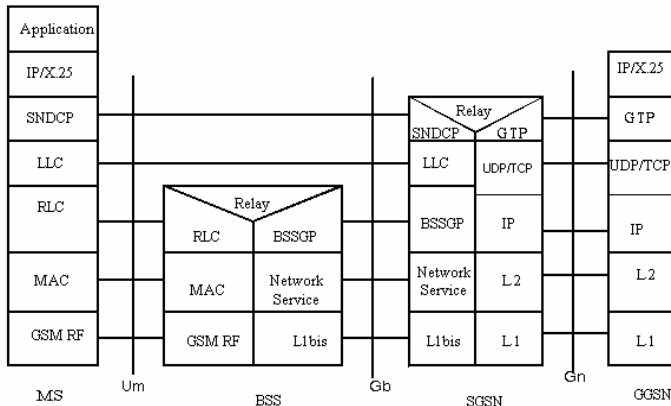 Application
IP/X.25
SNDCP
LLC
RLC
MAC
GSM RF
MS
Um
Relay
RLC
BSSGP
MAC
Network
Service
GSM RF
L1bis
BSS
Gb
Relay
SNDCP
GTP
LLC
UDP/TCP
BSSGP
IP
Network
Service
L2
L1bis
L1
SGSN
Gn
IP/X.25
GTP
UDP/TCP
IP
L2
L1
GGSN